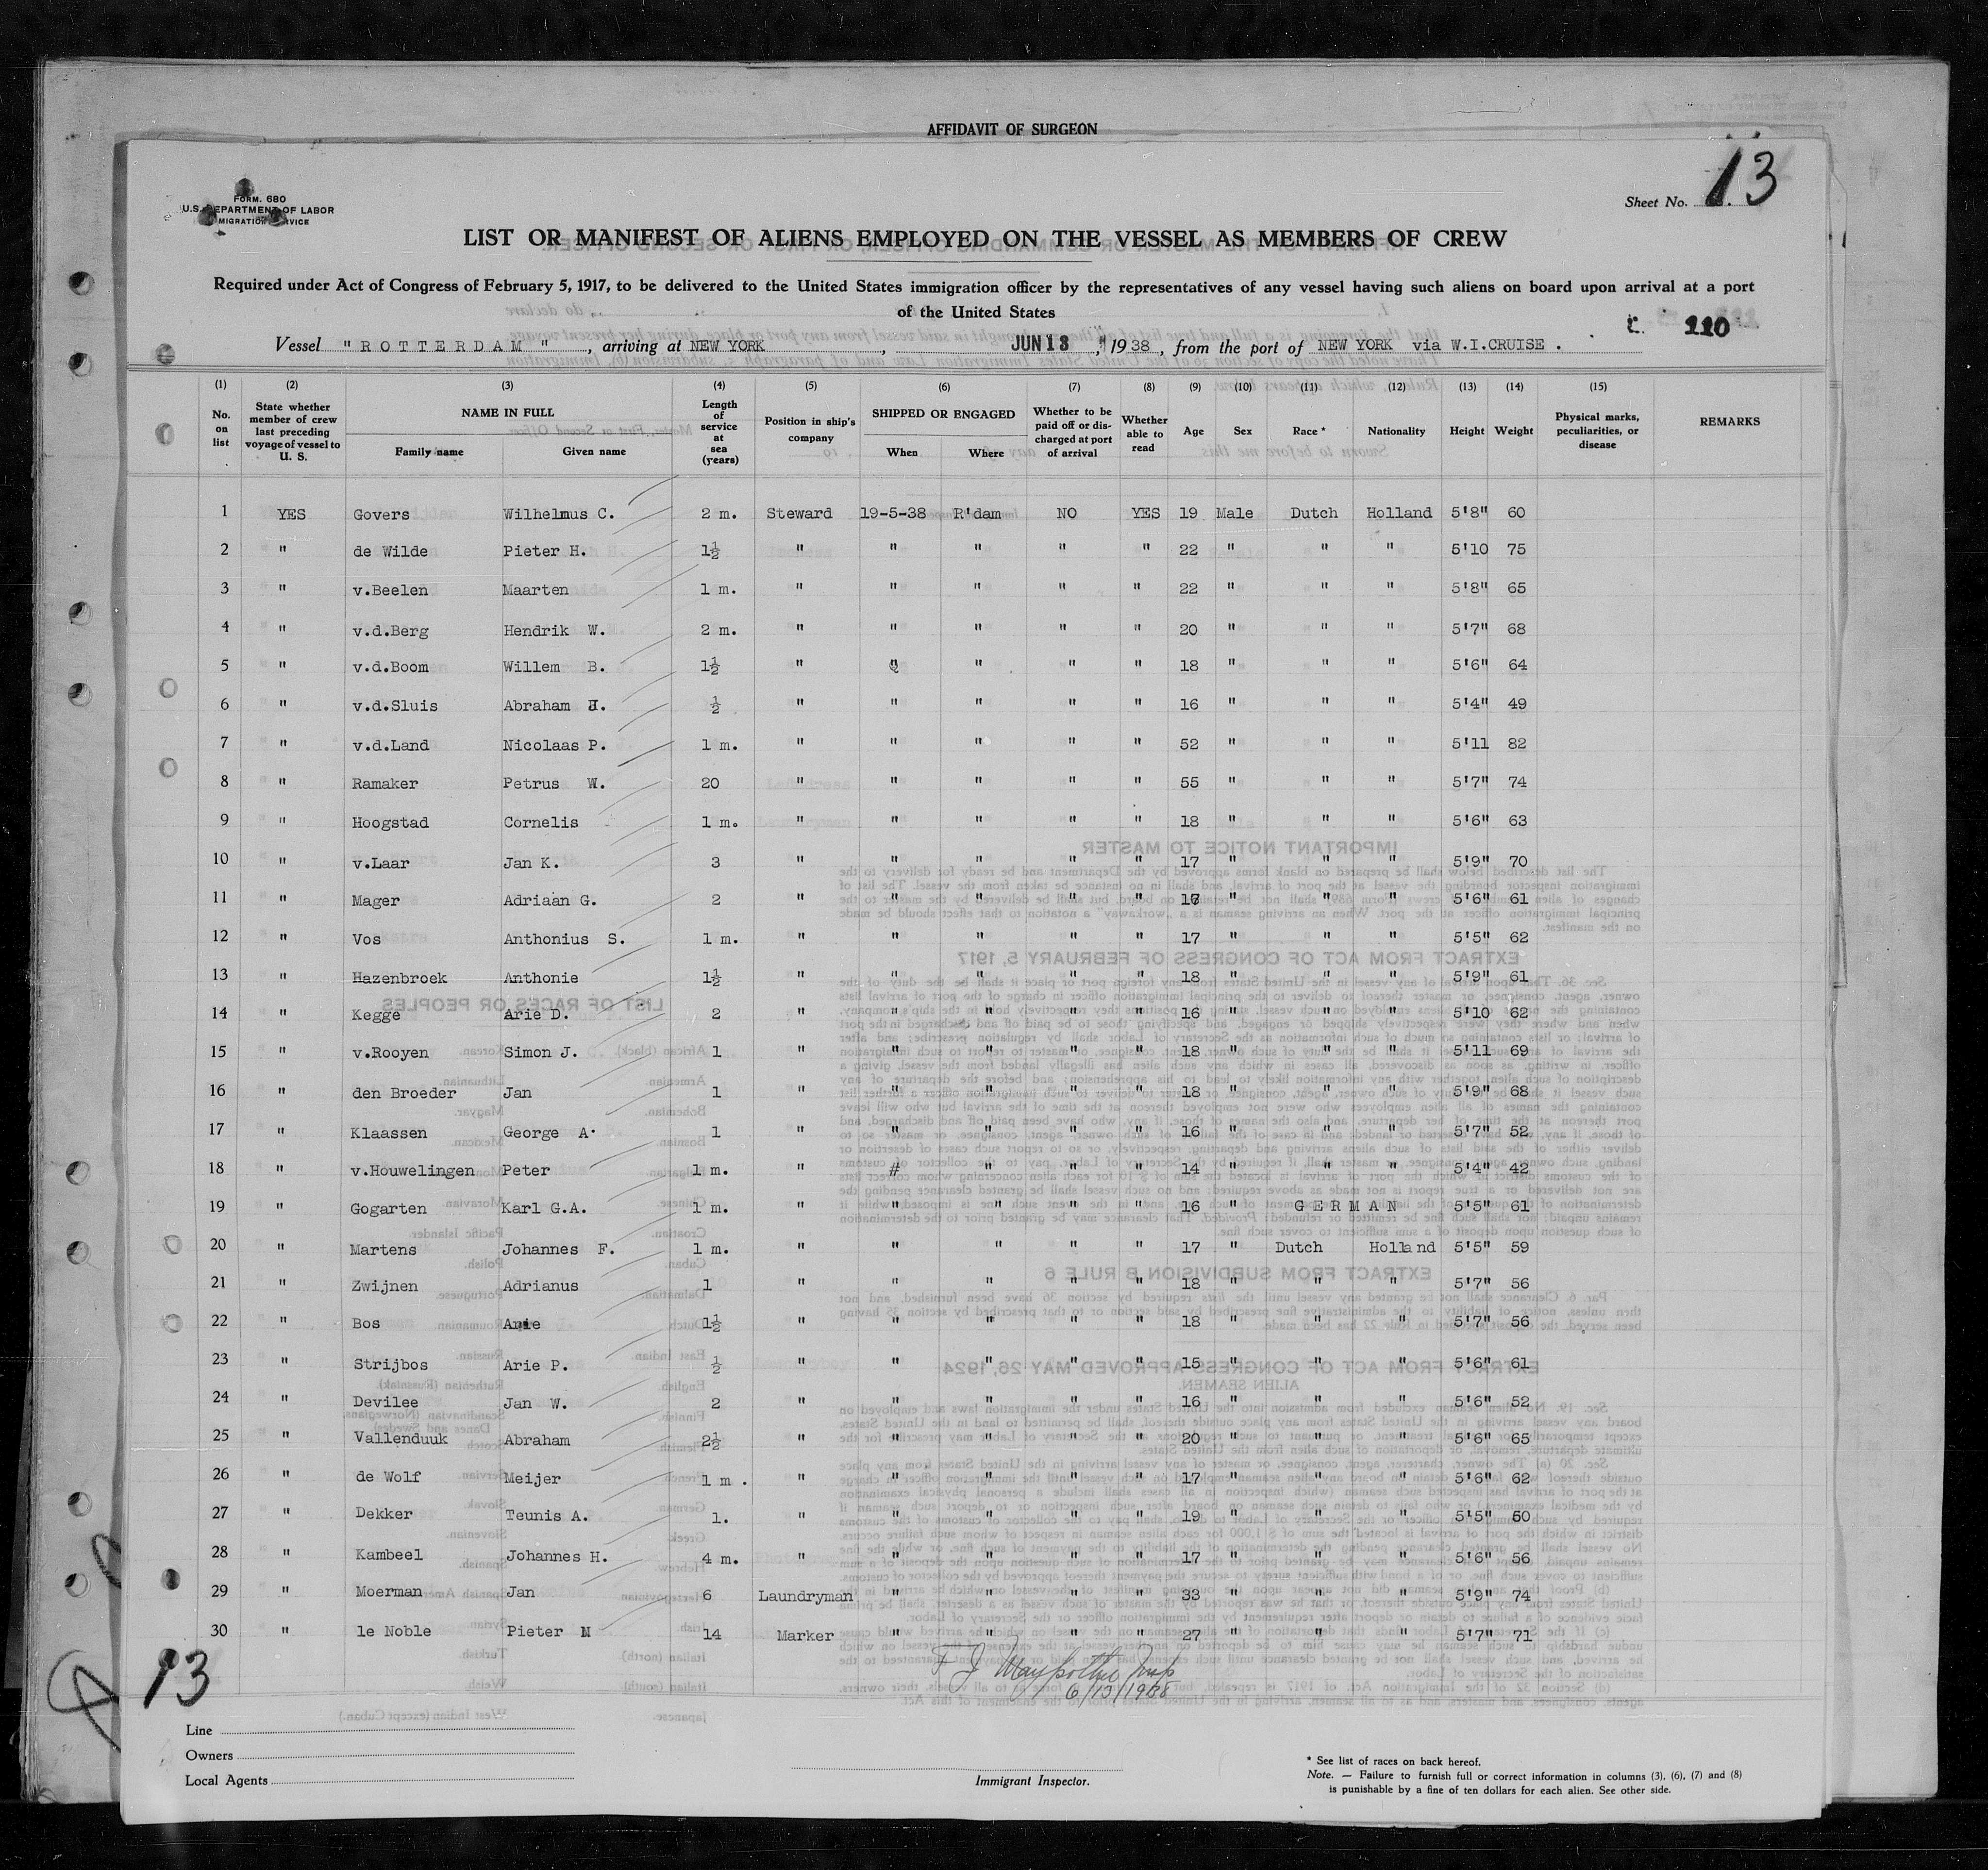 AFFIDAVIT OF SURGEON
13
FORM. 680
U.S. DEPARTMENT OF LABOR
IMMIGRATION SERVICE
Sheet No. 13
LIST OR MANIFEST OF ALIENS EMPLOYED ON THE VESSEL AS MEMBERS OF CREW
Required under Act of Congress of February 5, 1917, to be delivered to the United States immigration officer by the representatives of any vessel having such aliens on board upon arrival at a port
of the United States
110
Vessel "ROTTERDAM", arriving at NEW YORK, JUN 13, 1938, from the port of NEW YORK via W.I.CRUISE.
(1) (2) (3) (4) (5) (6) (7) (8) (9) (10) (11) (12) (13) (14) (15)
No. on list | State whether member of crew last preceding voyage of vessel to U. S. | NAME IN FULL Family name Given name | Length of service at sea (years) | Position in ship's company | SHIPPED OR ENGAGED When Where | Whether to be paid off or discharged at port of arrival | Whether able to read | Age | Sex | Race * | Nationality | Height | Weight | Physical marks, peculiarities, or disease | REMARKS
1 YES Govers Wilhelmus C. 2 m. Steward 19-5-38 R'dam NO YES 19 Male Dutch Holland 5'8" 60
2 " de Wilde Pieter H. 1½ " " " " " 22 " " " 5'10 75
3 " v.Beelen Maarten 1 m. " " " " " 22 " " " 5'8" 65
4 " v.d.Berg Hendrik W. 2 m. " " " " " 20 " " " 5'7" 68
5 " v.d.Boom Willem B. 1½ " " " " " 18 " " " 5'6" 64
6 " v.d.Sluis Abraham H. ½ " " " " " 16 " " " 5'4" 49
7 " v.d.Land Nicolaas P. 1 m. " " " " " 52 " " " 5'11 82
8 " Ramaker Petrus W. 20 " " " " " 55 " " " 5'7" 74
9 " Hoogstad Cornelis 1 m. " " " " " 18 " " " 5'6" 63
10 " v.Laar Jan K. 3 " " " " " 17 " " " 5'9" 70
11 " Mager Adriaan G. 2 " " " " " 17 " " " 5'6" 61
12 " Vos Anthonius S. 1 m. " " " " " 17 " " " 5'5" 62
13 " Hazenbroek Anthonie 1½ " " " " " 18 " " " 5'9" 61
14 " Kegge Arie D. 2 " " " " " 16 " " " 5'10 62
15 " v.Rooyen Simon J. 1 " " " " " 18 " " " 5'11 69
16 " den Broeder Jan 1 " " " " " 18 " " " 5'9" 68
17 " Klaassen George A. 1 " " " " " 16 " " " 5'7" 52
18 " v.Houwelingen Peter 1 m. " " " " " 14 " " " 5'4" 42
19 " Gogarten Karl G.A. 1 m. " " " " " 16 " GERMAN 5'5" 61
20 " Martens Johannes F. 1 m. " " " " " 17 " Dutch Holland 5'5" 59
21 " Zwijnen Adrianus 1 " " " " " 18 " " " 5'7" 56
22 " Bos Arie 1½ " " " " " 18 " " " 5'7" 56
23 " Strijbos Arie P. ½ " " " " " 15 " " " 5'6" 61
24 " Devilee Jan W. 2 " " " " " 16 " " " 5'6" 52
25 " Vallenduuk Abraham 2½ " " " " " 20 " " " 5'6" 65
26 " de Wolf Meijer 1 m. " " " " " 17 " " " 5'6" 62
27 " Dekker Teunis A. 1. " " " " " 19 " " " 5'5" 60
28 " Kambeel Johannes H. 4 m. " " " " " 17 " " " 5'6" 56
29 " Moerman Jan 6 Laundryman " " " " 33 " " " 5'9" 74
30 " le Noble Pieter M 14 Marker " " " " 27 " " " 5'7" 71
6/13/1938
13
Line
Owners
Local Agents
Immigrant Inspector.
* See list of races on back hereof.
Note. — Failure to furnish full or correct information in columns (3), (6), (7) and (8)
is punishable by a fine of ten dollars for each alien. See other side.